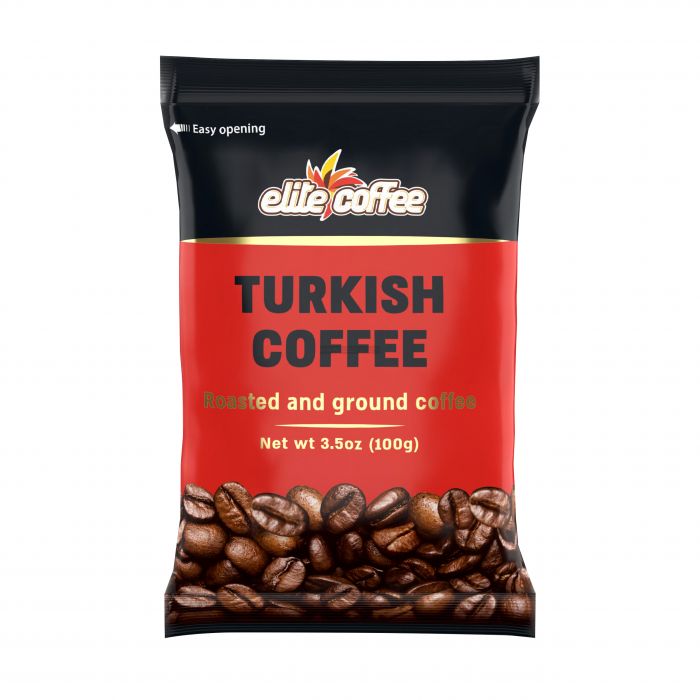 Easy opening
elite coffee
TURKISH
COFFEE
Roasted and ground coffee
Net wt 3.5oz (100g)